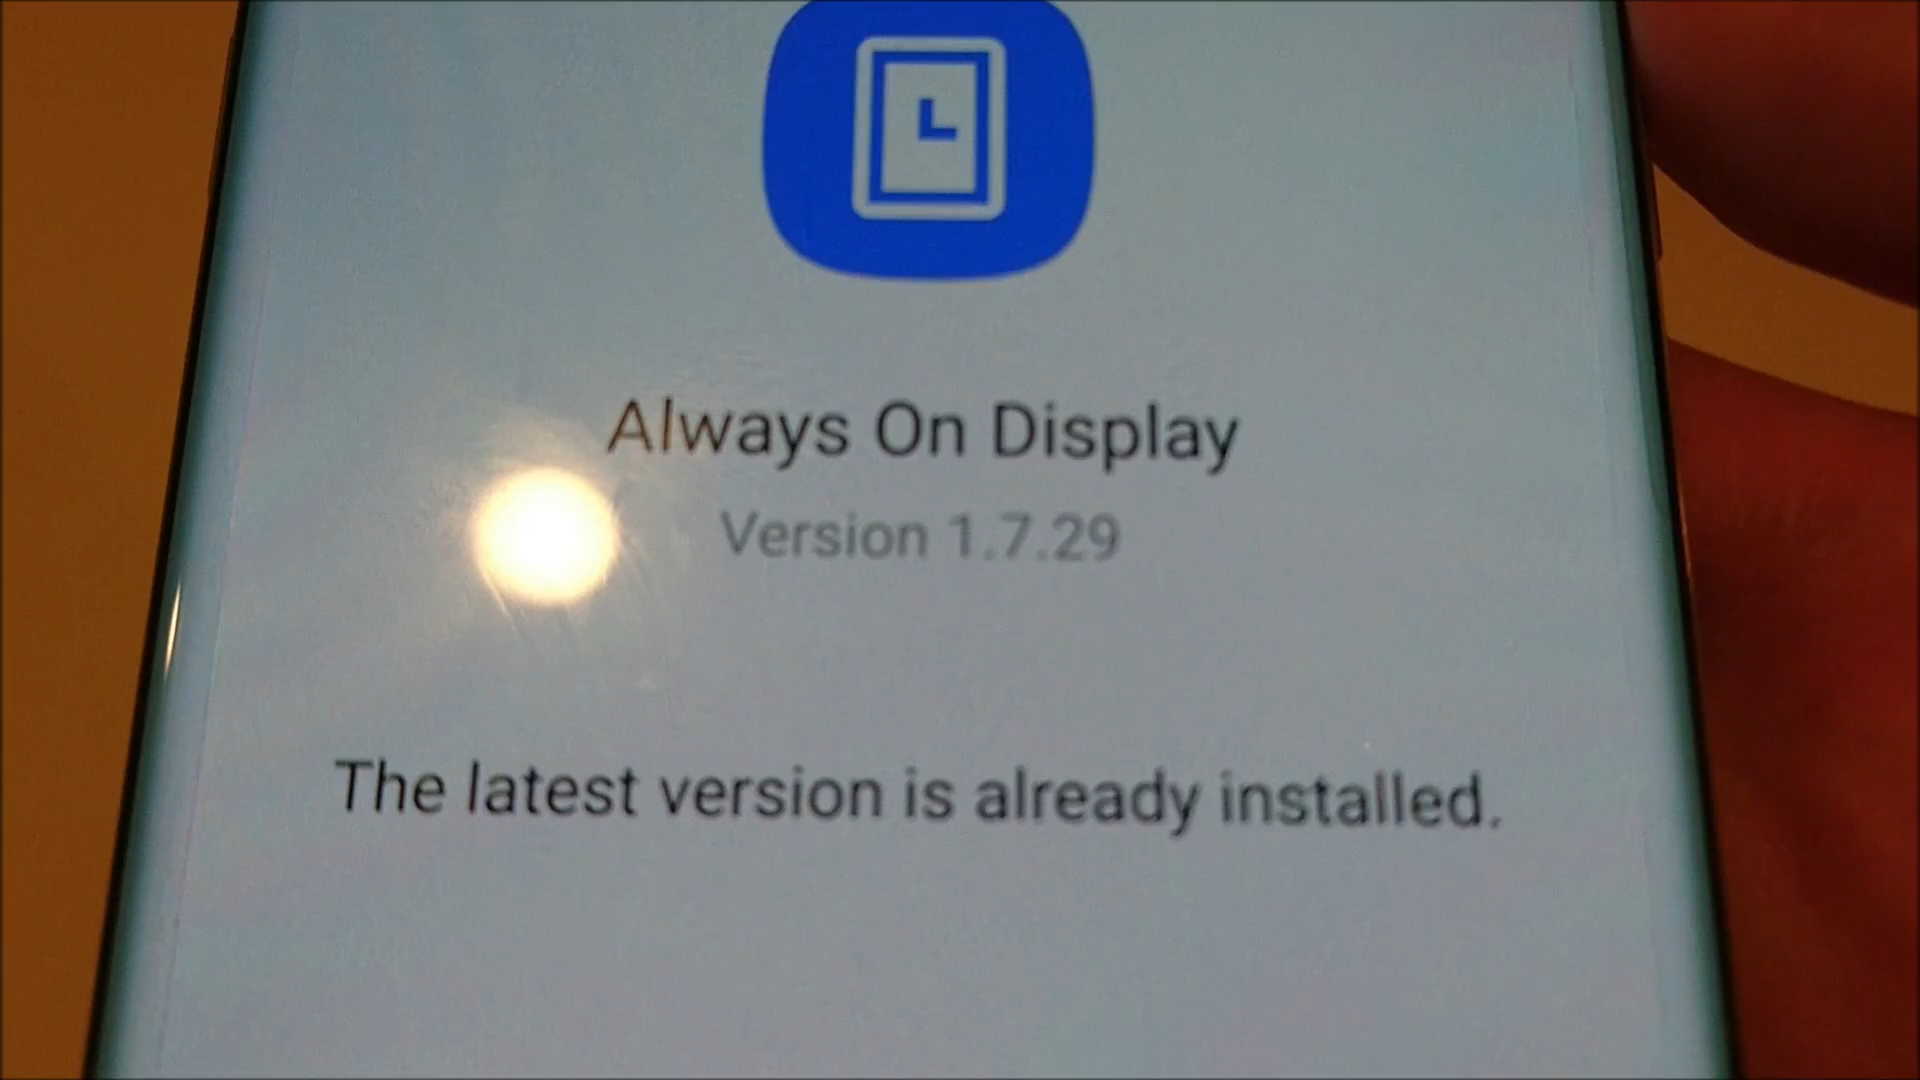 Always On Display
Version 1.7.29
The latest version is already installed.